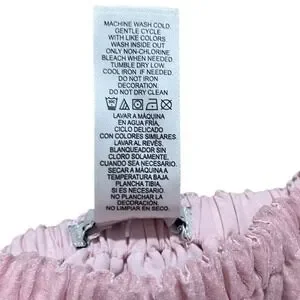 MACHINE WASH COLD.
GENTLE CYCLE
WITH LIKE COLORS
WASH INSIDE OUT
ONLY NON-CHLORINE
BLEACH WHEN NEEDED.
TUMBLE DRY LOW.
COOL IRON IF NEEDED.
DO NOT IRON
DECORATION.
DO NOT DRY CLEAN
LAVAR A MÁQUINA
EN AGUA FRÍA,
CICLO DELICADO
CON COLORES SIMILARES.
LAVAR AL REVÉS.
BLANQUEADOR SIN
CLORO SOLAMENTE,
CUANDO SEA NECESARIO.
SECAR A MÁQUINA A
TEMPERATURA BAJA
PLANCHA TIBIA,
SI ES NECESARIO.
NO PLANCHAR LA
DECORACIÓN.
NO LIMPIAR EN SECO.